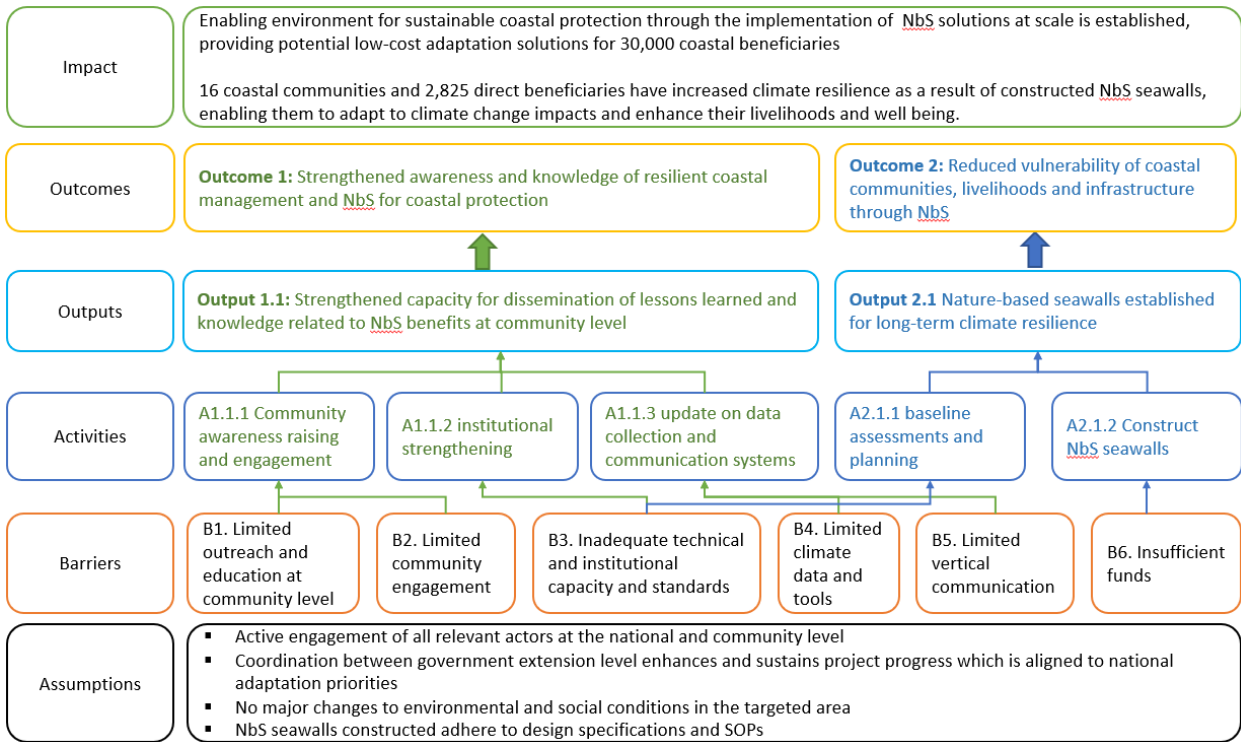 Impact
Enabling environment for sustainable coastal protection through the implementation of NbS solutions at scale is established,
providing potential low-cost adaptation solutions for 30,000 coastal beneficiaries
16 coastal communities and 2,825 direct beneficiaries have increased climate resilience as a result of constructed NbS seawalls,
enabling them to adapt to climate change impacts and enhance their livelihoods and well being.
Outcomes
Outcome 1: Strengthened awareness and knowledge of resilient coastal
management and NbS for coastal protection
Outcome 2: Reduced vulnerability of coastal
communities, livelihoods and infrastructure
through NbS
Outputs
Output 1.1: Strengthened capacity for dissemination of lessons learned and
knowledge related to NbS benefits at community level
Output 2.1 Nature-based seawalls established
for long-term climate resilience
Activities
A1.1.1 Community
awareness raising
and engagement
A1.1.2 institutional
strengthening
A1.1.3 update on data
collection and
communication systems
A2.1.1 baseline
assessments and
planning
A2.1.2 Construct
NbS seawalls
Barriers
B1. Limited
outreach and
education at
community level
B2. Limited
community
engagement
B3. Inadequate technical
and institutional
capacity and standards
B4. Limited
climate
data and
tools
B5. Limited
vertical
communication
B6. Insufficient
funds
Assumptions
▪ Active engagement of all relevant actors at the national and community level
▪ Coordination between government extension level enhances and sustains project progress which is aligned to national
adaptation priorities
▪ No major changes to environmental and social conditions in the targeted area
▪ NbS seawalls constructed adhere to design specifications and SOPs